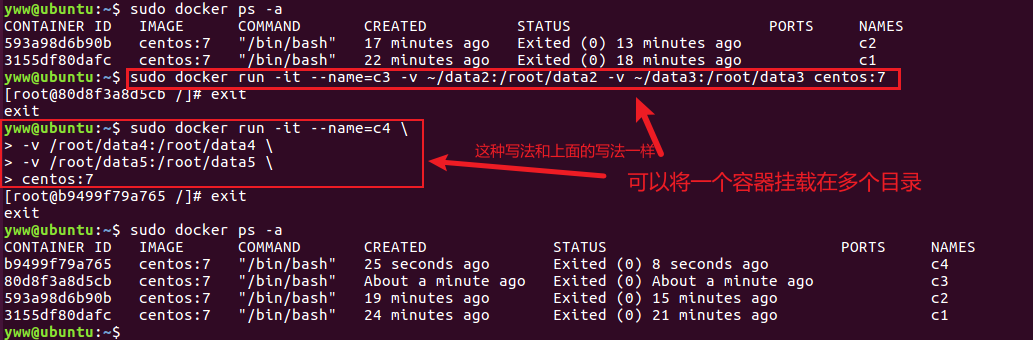 yww@ubuntu:~$ sudo docker ps -a
CONTAINER ID IMAGE COMMAND CREATED STATUS PORTS NAMES
593a98d6b90b centos:7 "/bin/bash" 17 minutes ago Exited (0) 13 minutes ago c2
3155df80dafc centos:7 "/bin/bash" 22 minutes ago Exited (0) 18 minutes ago c1
yww@ubuntu:~$ sudo docker run -it --name=c3 -v ~/data2:/root/data2 -v ~/data3:/root/data3 centos:7
[root@80d8f3a8d5cb /]# exit
exit
yww@ubuntu:~$ sudo docker run -it --name=c4 \
> -v /root/data4:/root/data4 \
> -v /root/data5:/root/data5 \
> centos:7
这种写法和上面的写法一样
可以将一个容器挂载在多个目录
[root@b9499f79a765 /]# exit
exit
yww@ubuntu:~$ sudo docker ps -a
CONTAINER ID IMAGE COMMAND CREATED STATUS PORTS NAMES
b9499f79a765 centos:7 "/bin/bash" 25 seconds ago Exited (0) 8 seconds ago c4
80d8f3a8d5cb centos:7 "/bin/bash" About a minute ago Exited (0) About a minute ago c3
593a98d6b90b centos:7 "/bin/bash" 19 minutes ago Exited (0) 15 minutes ago c2
3155df80dafc centos:7 "/bin/bash" 24 minutes ago Exited (0) 21 minutes ago c1
yww@ubuntu:~$